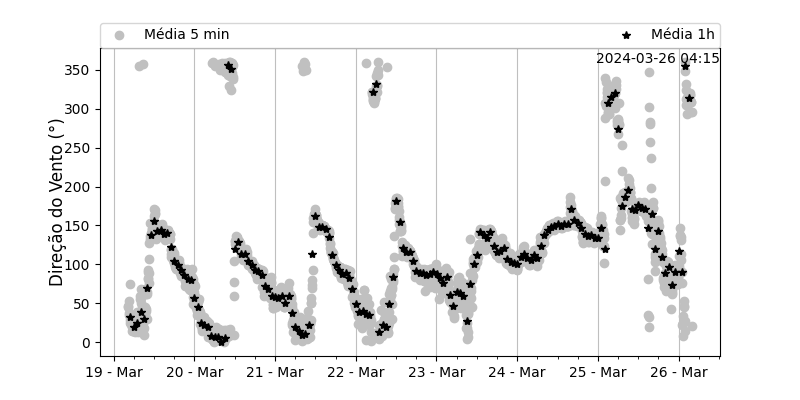 Média 5 min
Média 1h
2024-03-26 04:15
Direção do Vento (°)
350
300
250
200
150
100
50
0
19 - Mar
20 - Mar
21 - Mar
22 - Mar
23 - Mar
24 - Mar
25 - Mar
26 - Mar